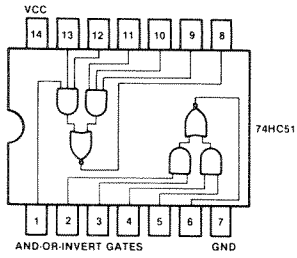 VCC
14 13 12 11 10 9 8
74HC51
1 2 3 4 5 6 7
AND-OR-INVERT GATES GND